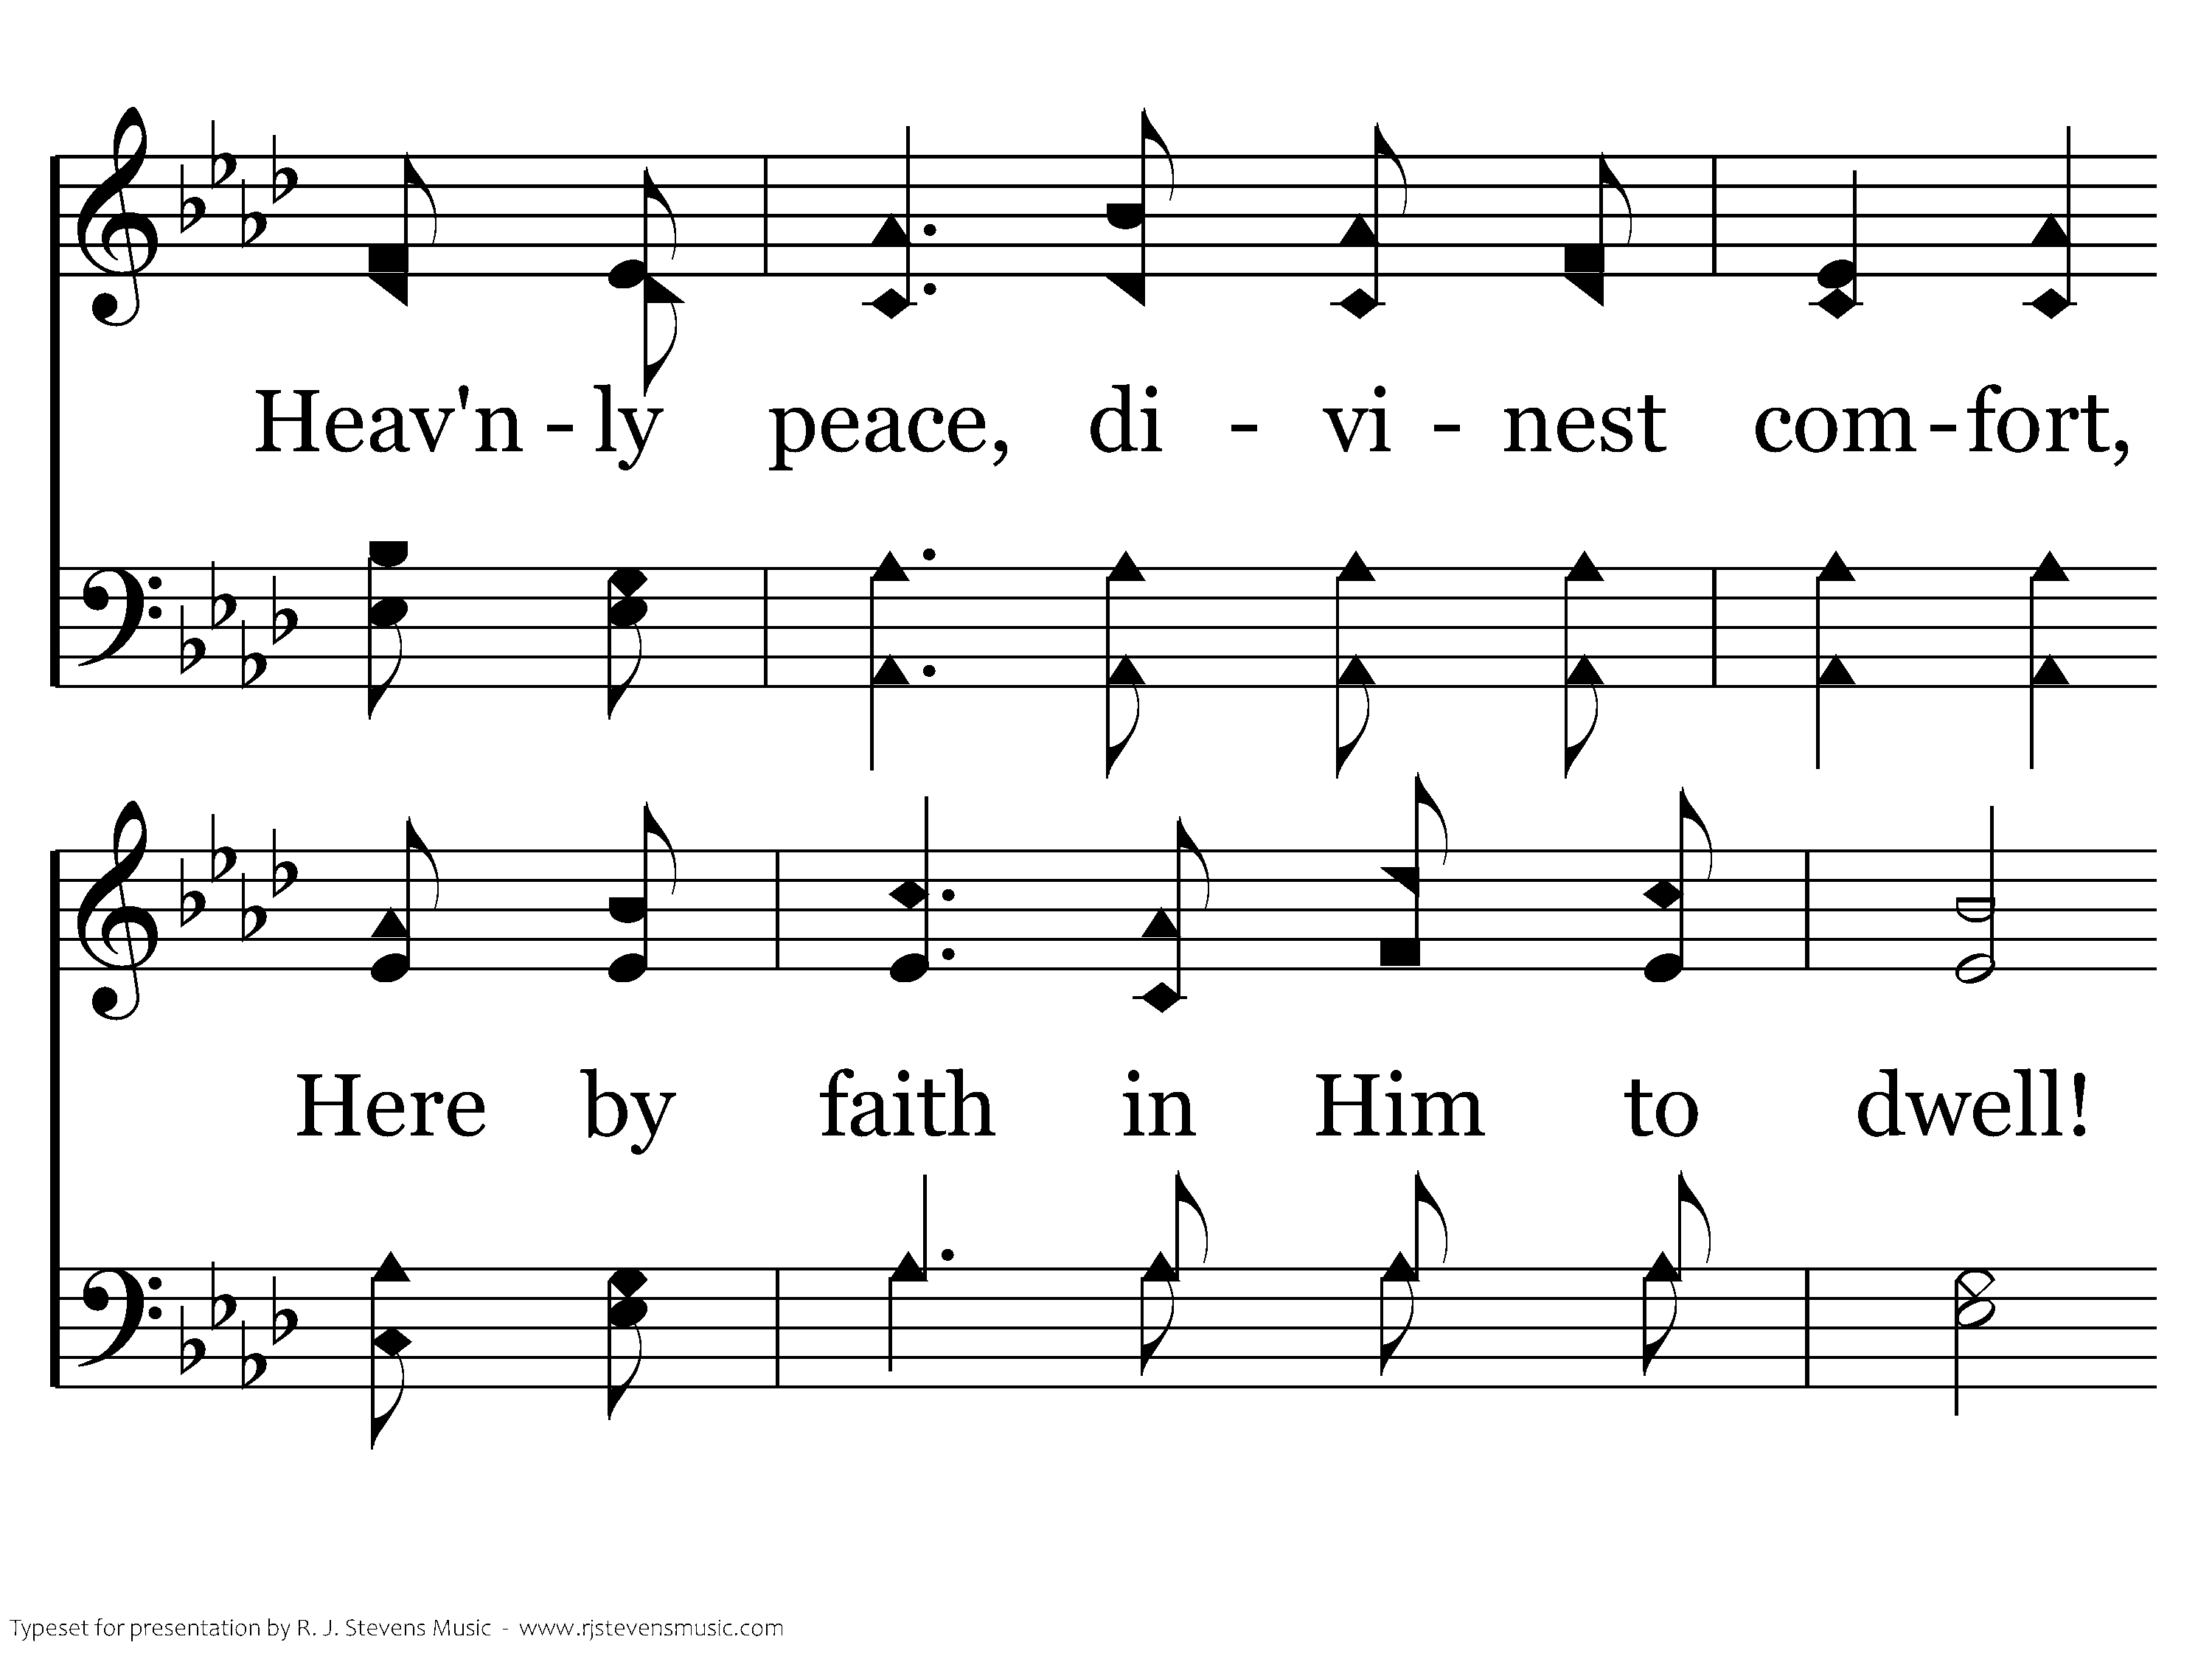 Heav'n - ly peace, di - vi - nest com - fort,
Here by faith in Him to dwell!
Typeset for presentation by R. J. Stevens Music - www.rjstevensmusic.com